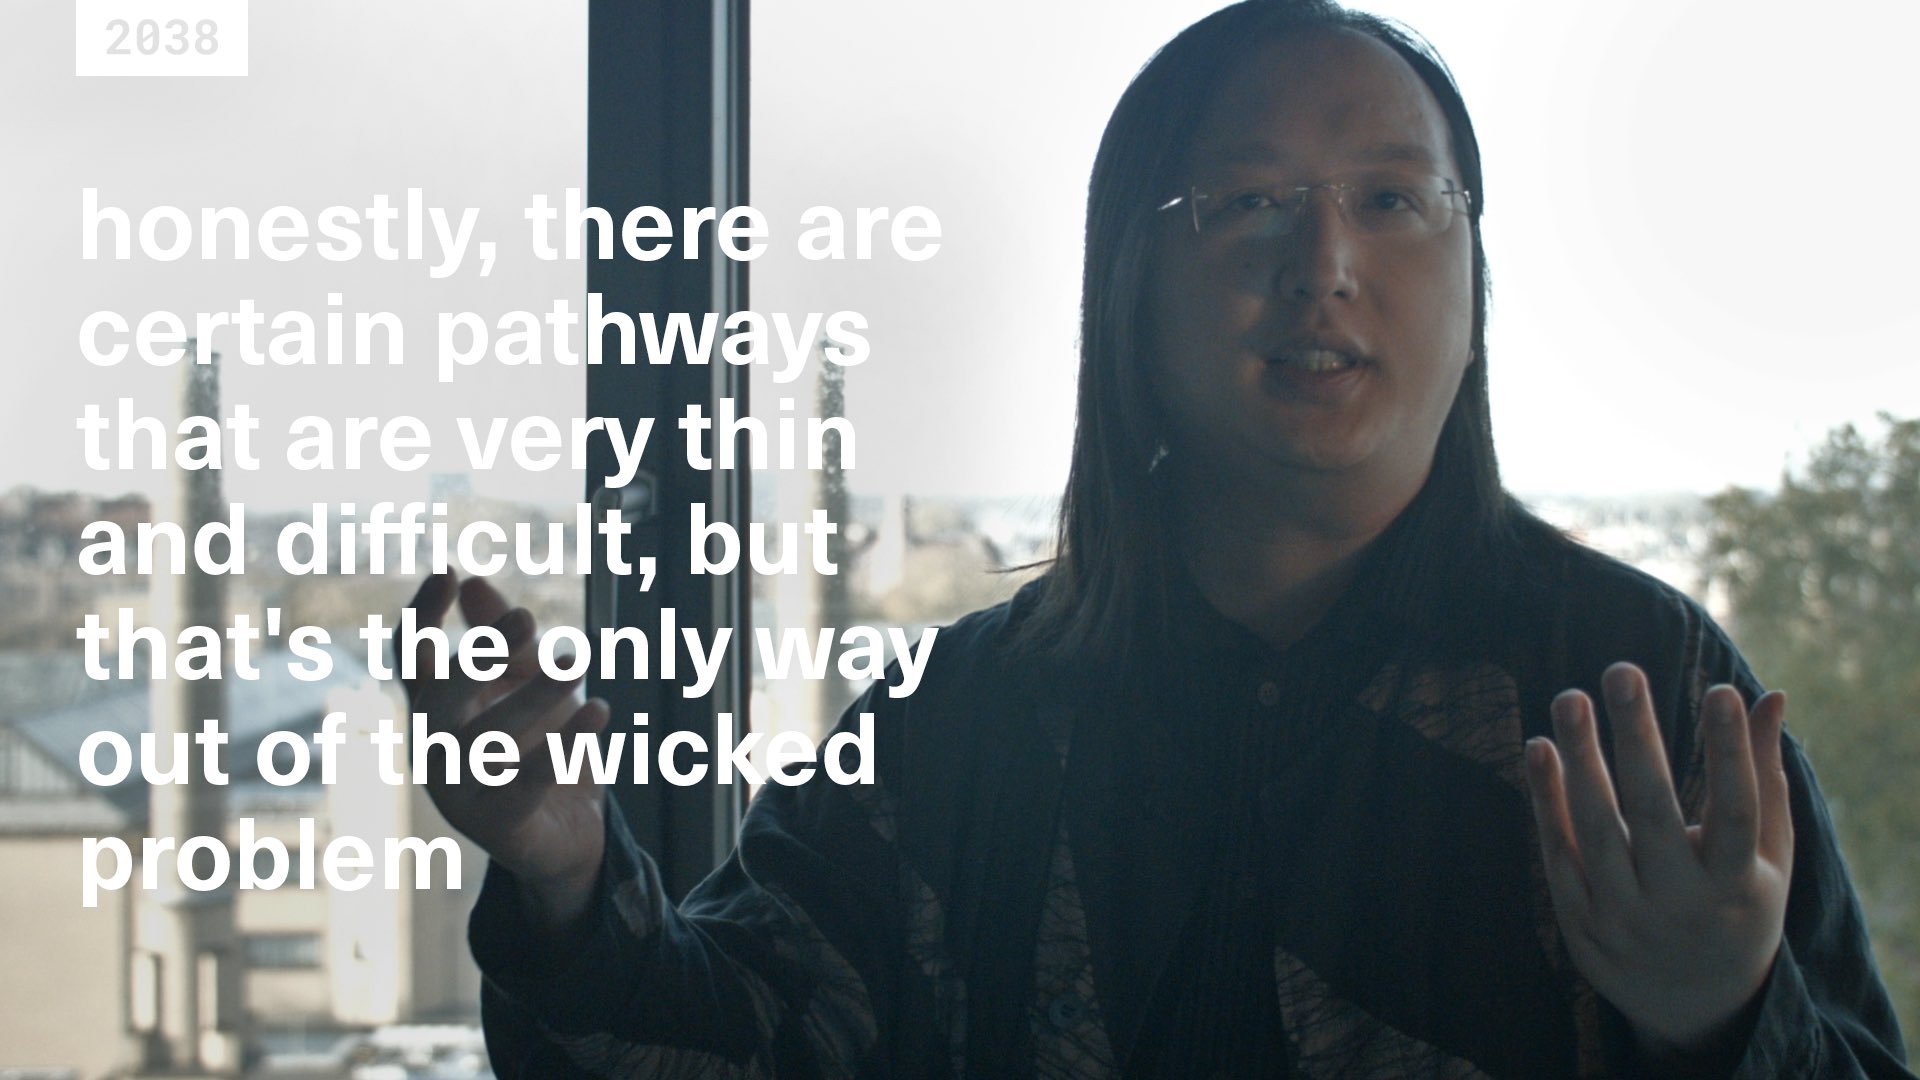 2038
honestly, there are
certain pathways
that are very thin
and difficult, but
that's the only way
out of the wicked
problem